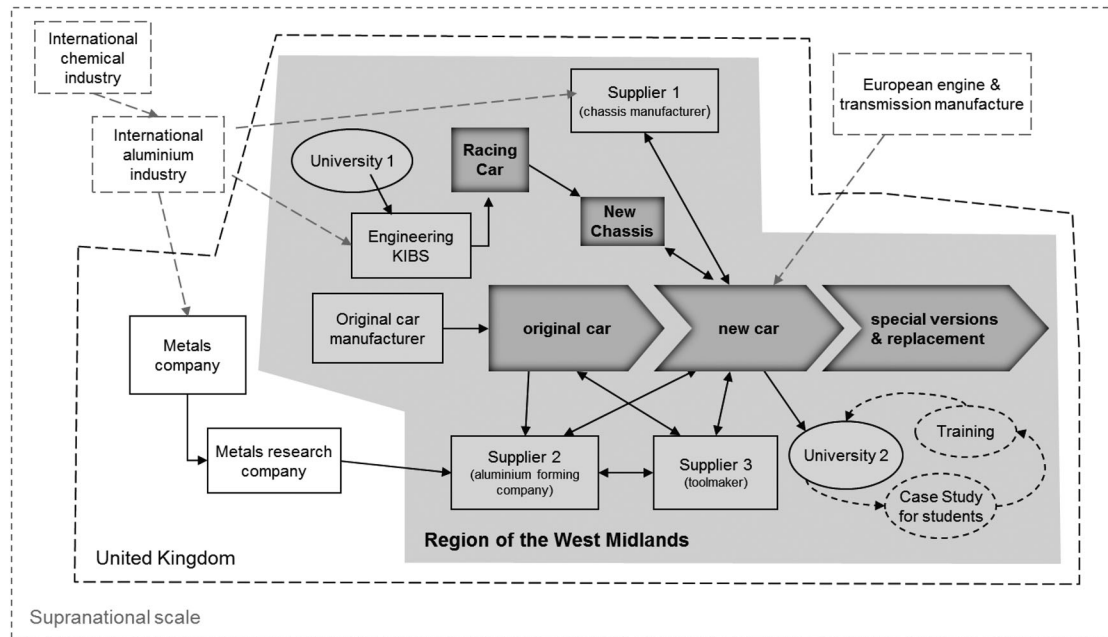 International
chemical
industry
International
aluminium
industry
Supplier 1
(chassis manufacturer)
European engine &
transmission manufacture
University 1
Racing
Car
New
Chassis
Engineering
KIBS
Original car
manufacturer
original car
new car
special versions
& replacement
Metals
company
Metals research
company
Supplier 2
(aluminium forming
company)
Supplier 3
(toolmaker)
University 2
Training
Case Study
for students
Region of the West Midlands
United Kingdom
Supranational scale